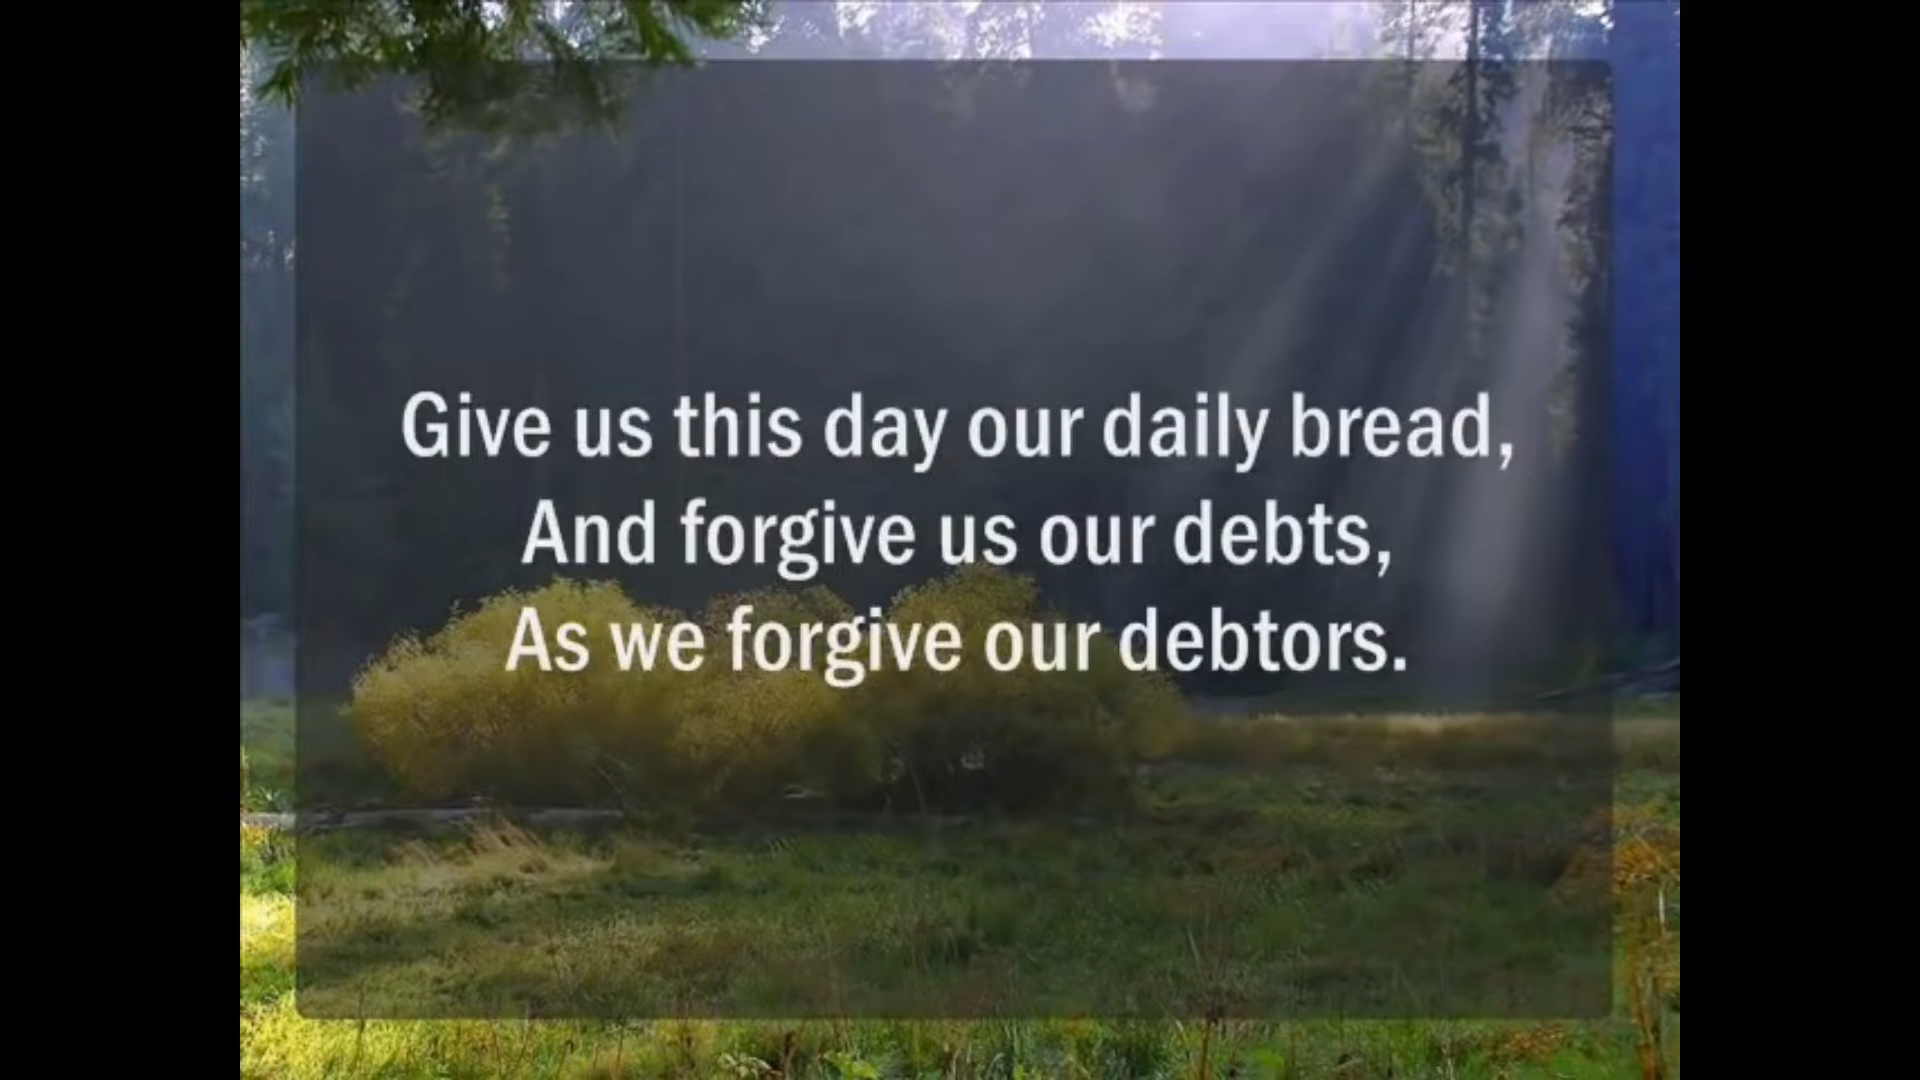 Give us this day our daily bread,
And forgive us our debts,
As we forgive our debtors.